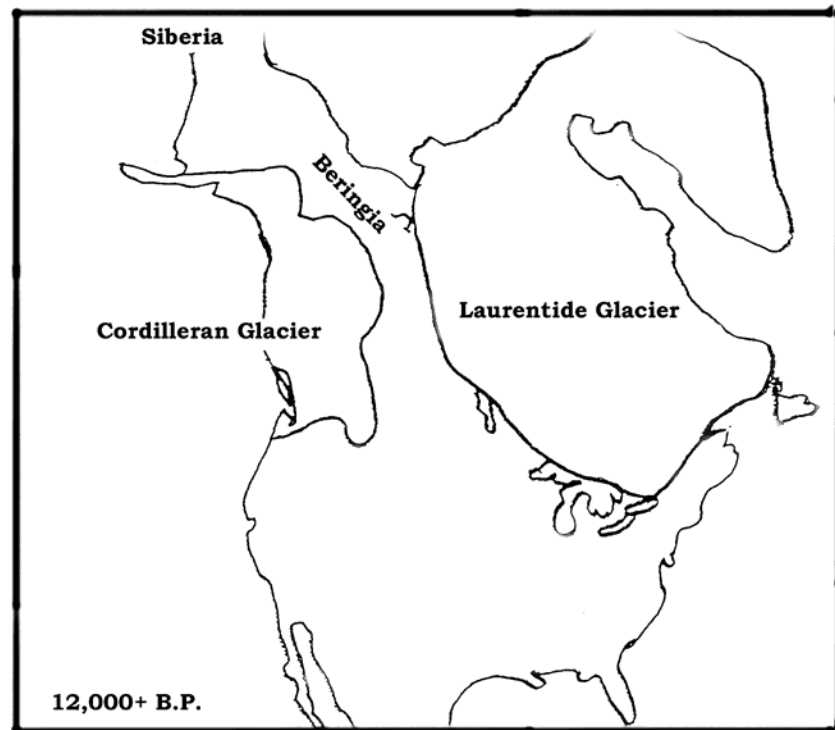 Siberia
Beringia
Laurentide Glacier
Cordilleran Glacier
12,000+ B.P.